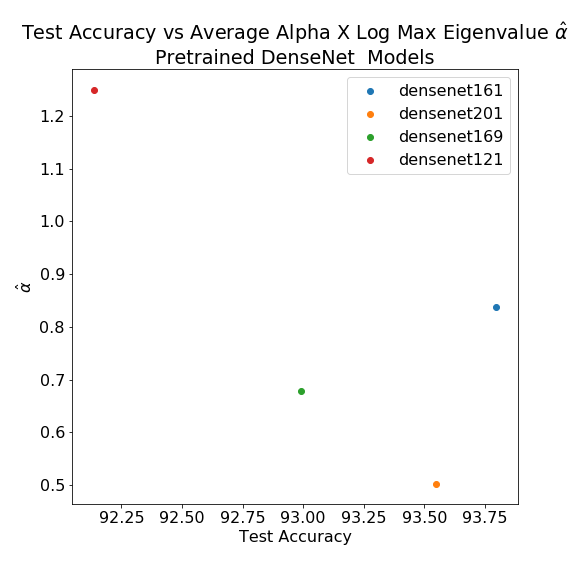 Test Accuracy vs Average Alpha X Log Max Eigenvalue α̂
Pretrained DenseNet Models
densenet161
densenet201
densenet169
densenet121
1.2
1.1
1.0
0.9
0.8
0.7
0.6
0.5
α̂
92.25 92.50 92.75 93.00 93.25 93.50 93.75
Test Accuracy